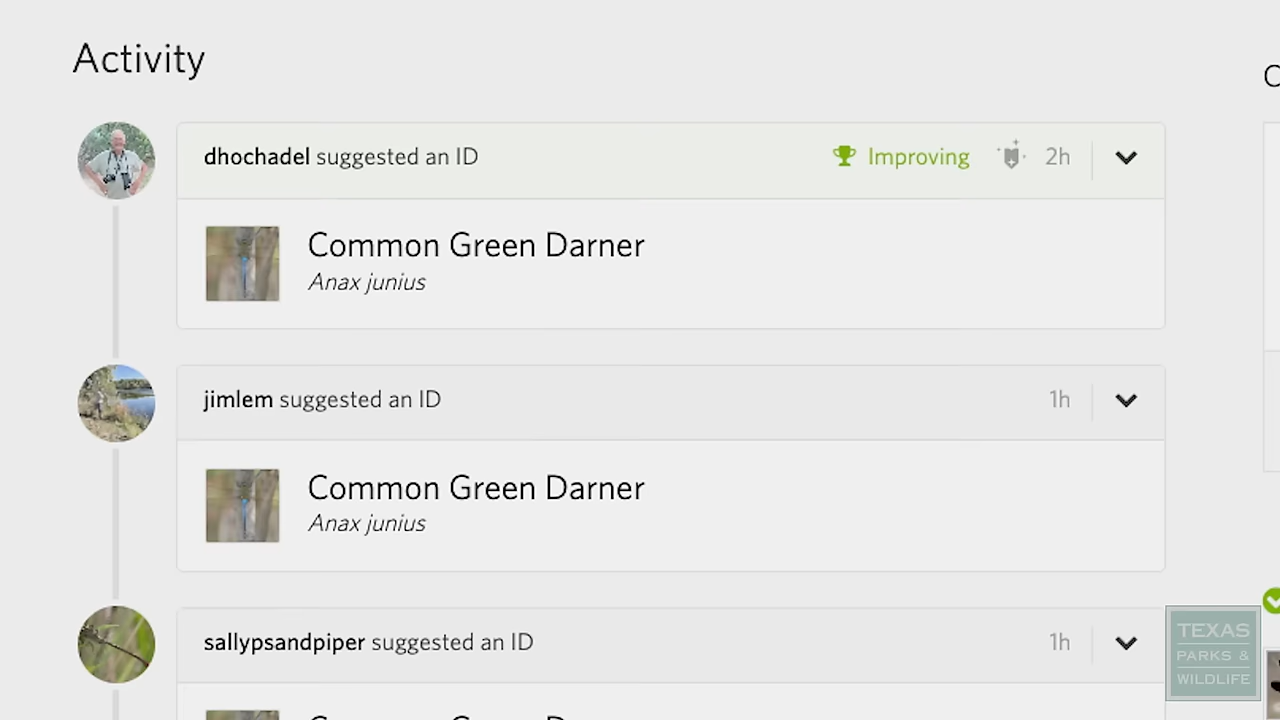 Activity
dhochadel suggested an ID
Improving
2h
Common Green Darner
Anax junius
jimlem suggested an ID
1h
Common Green Darner
Anax junius
sallypsandpiper suggested an ID
1h
TEXAS
PARKS &
WILDLIFE